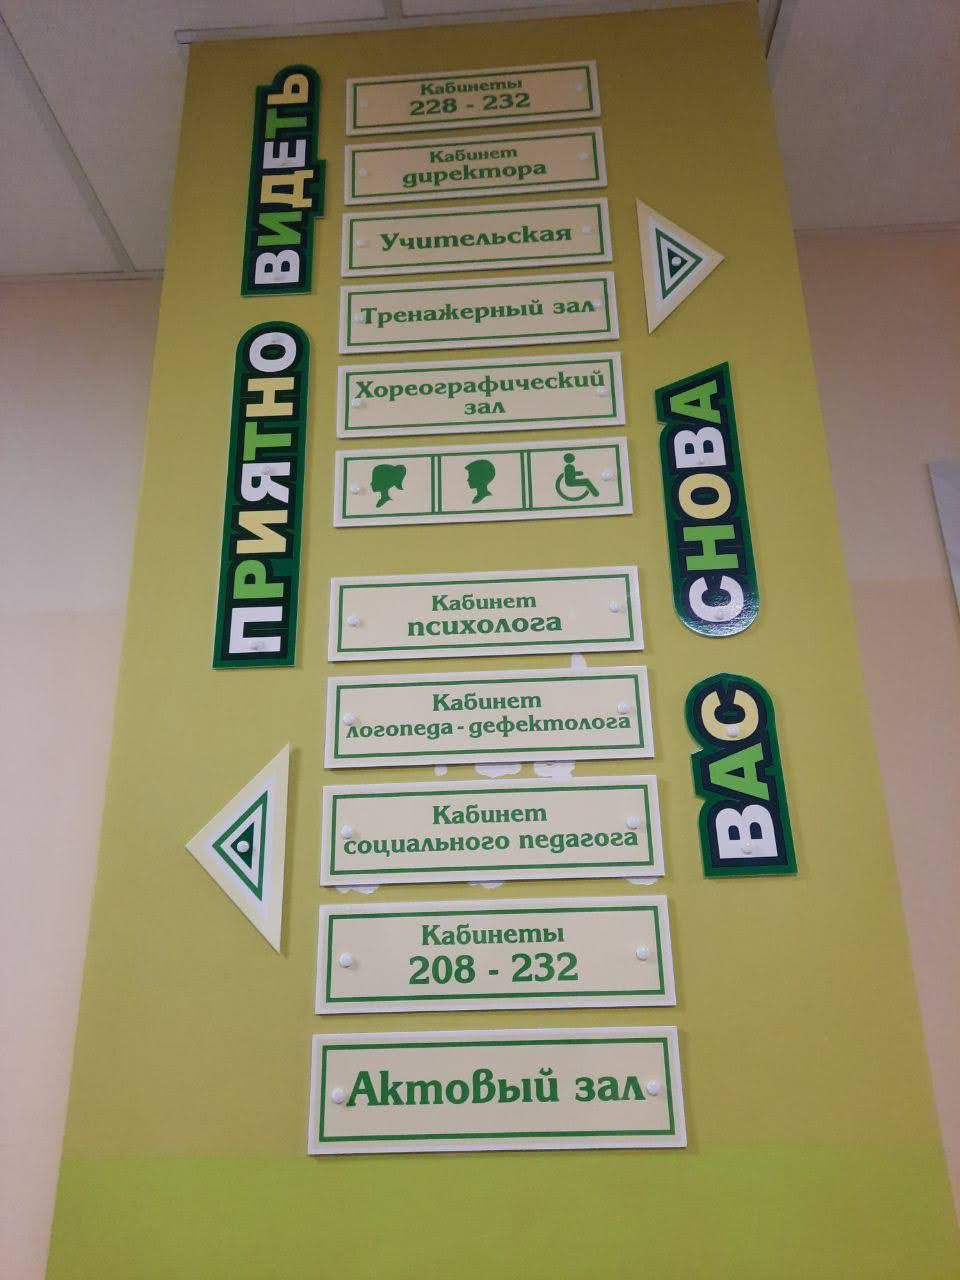 ПРИЯТНО ВИДЕТЬ
ВАС СНОВА
Кабинеты
228 - 232
Кабинет
директора
Учительская
Тренажерный зал
Хореографический
зал
Кабинет
психолога
Кабинет
логопеда - дефектолога
Кабинет
социального педагога
Кабинеты
208 - 232
Актовый зал